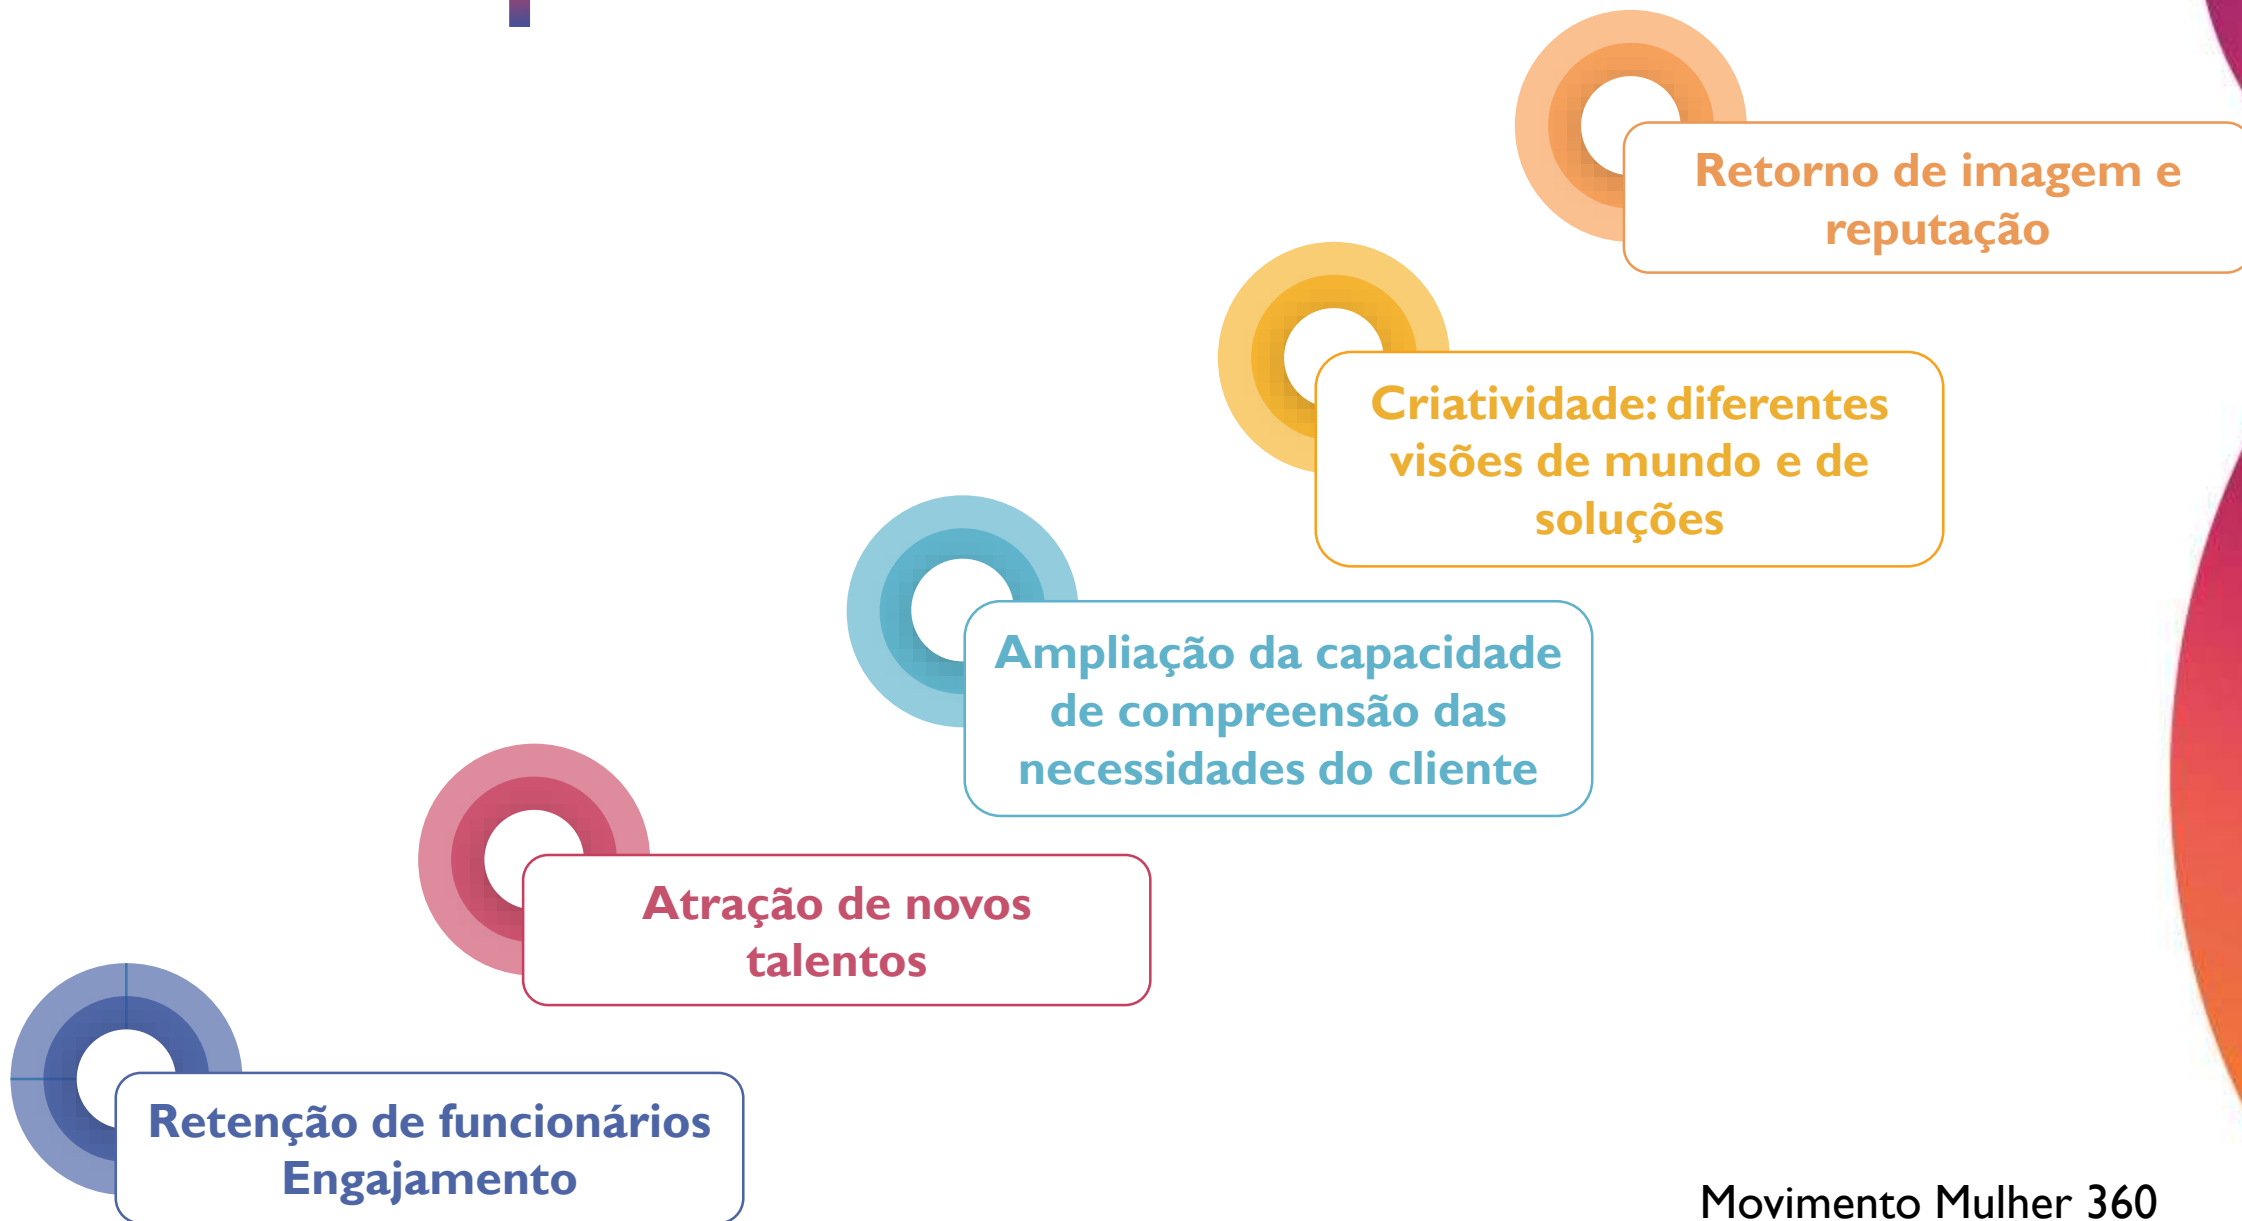 Retorno de imagem e
reputação
Criatividade: diferentes
visões de mundo e de
soluções
Ampliação da capacidade
de compreensão das
necessidades do cliente
Atração de novos
talentos
Retenção de funcionários
Engajamento
Movimento Mulher 360